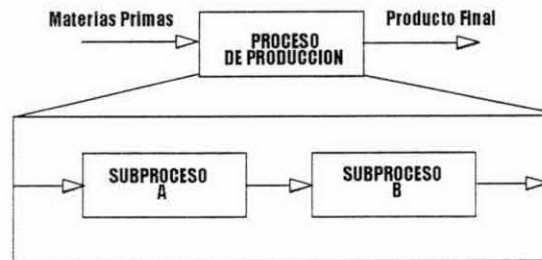 Materias Primas
Producto Final
PROCESO
DE PRODUCCION
SUBPROCESO
A
SUBPROCESO
B